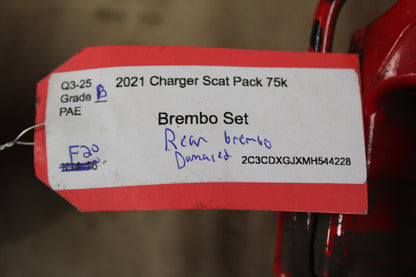 Q3-25 2021 Charger Scat Pack 75k
Grade B
PAE
Brembo Set
Rear brembo
Damaged
F20
2C3CDXGJXMH544228